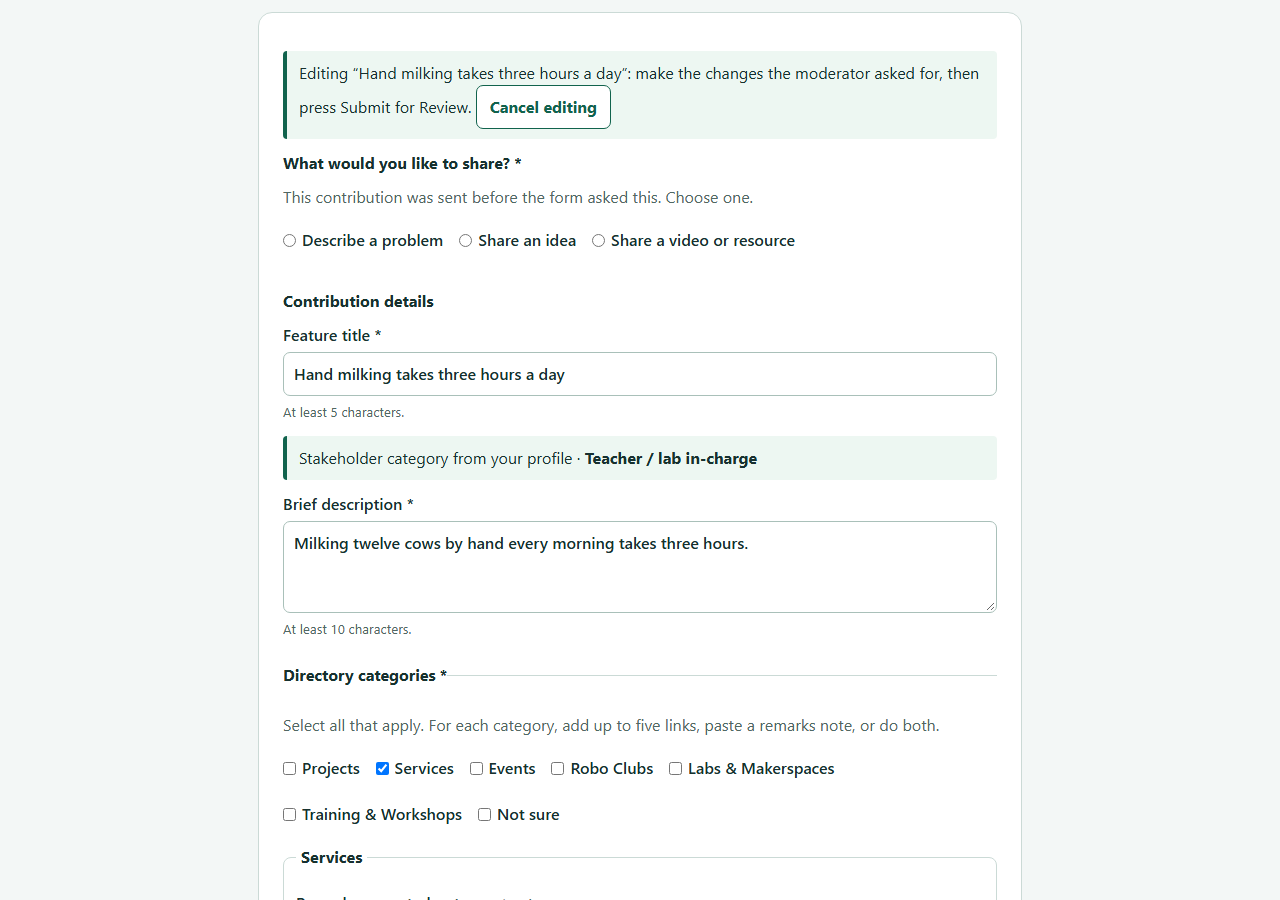 Editing “Hand milking takes three hours a day”: make the changes the moderator asked for, then
press Submit for Review. Cancel editing
What would you like to share? *
This contribution was sent before the form asked this. Choose one.
Describe a problem Share an idea Share a video or resource
Contribution details
Feature title *
Hand milking takes three hours a day
At least 5 characters.
Stakeholder category from your profile · Teacher / lab in-charge
Brief description *
Milking twelve cows by hand every morning takes three hours.
At least 10 characters.
Directory categories *
Select all that apply. For each category, add up to five links, paste a remarks note, or do both.
Projects Services Events Robo Clubs Labs & Makerspaces
Training & Workshops Not sure
Services